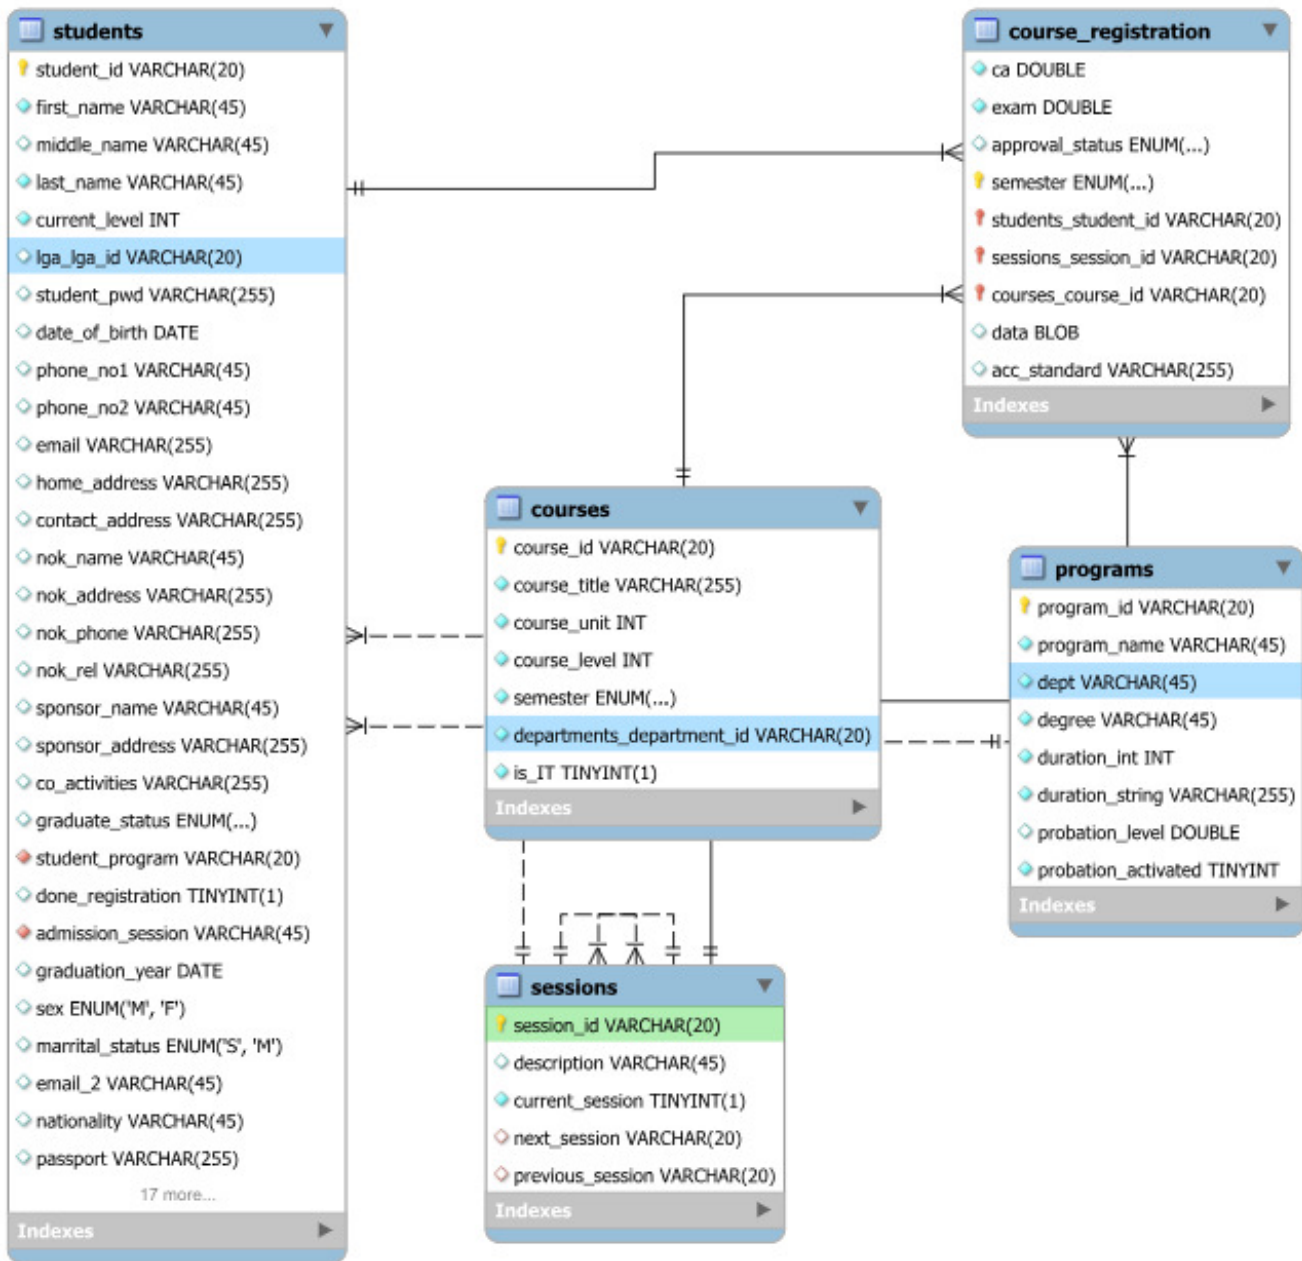 students
student_id VARCHAR(20)
first_name VARCHAR(45)
middle_name VARCHAR(45)
last_name VARCHAR(45)
current_level INT
lga_lga_id VARCHAR(20)
student_pwd VARCHAR(255)
date_of_birth DATE
phone_no1 VARCHAR(45)
phone_no2 VARCHAR(45)
email VARCHAR(255)
home_address VARCHAR(255)
contact_address VARCHAR(255)
nok_name VARCHAR(45)
nok_address VARCHAR(255)
nok_phone VARCHAR(255)
nok_rel VARCHAR(255)
sponsor_name VARCHAR(45)
sponsor_address VARCHAR(255)
co_activities VARCHAR(255)
graduate_status ENUM(...)
student_program VARCHAR(20)
done_registration TINYINT(1)
admission_session VARCHAR(45)
graduation_year DATE
sex ENUM('M', 'F')
marrital_status ENUM('S', 'M')
email_2 VARCHAR(45)
nationality VARCHAR(45)
passport VARCHAR(255)
17 more...
Indexes
course_registration
ca DOUBLE
exam DOUBLE
approval_status ENUM(...)
semester ENUM(...)
students_student_id VARCHAR(20)
sessions_session_id VARCHAR(20)
courses_course_id VARCHAR(20)
data BLOB
acc_standard VARCHAR(255)
Indexes
courses
course_id VARCHAR(20)
course_title VARCHAR(255)
course_unit INT
course_level INT
semester ENUM(...)
departments_department_id VARCHAR(20)
is_IT TINYINT(1)
Indexes
programs
program_id VARCHAR(20)
program_name VARCHAR(45)
dept VARCHAR(45)
degree VARCHAR(45)
duration_int INT
duration_string VARCHAR(255)
probation_level DOUBLE
probation_activated TINYINT
Indexes
sessions
session_id VARCHAR(20)
description VARCHAR(45)
current_session TINYINT(1)
next_session VARCHAR(20)
previous_session VARCHAR(20)
Indexes